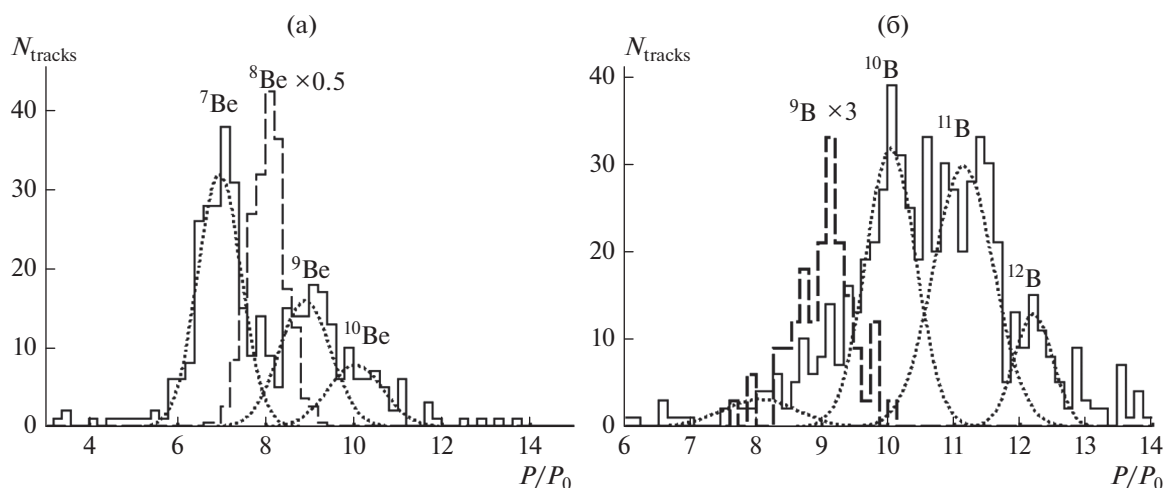 (а)
N_tracks
⁸Be ×0.5
⁷Be
⁹Be
¹⁰Be
40
30
20
10
0
4 6 8 10 12 14
P/P₀
(б)
N_tracks
¹⁰B
⁹B ×3
¹¹B
¹²B
40
30
20
10
0
6 7 8 9 10 11 12 13 14
P/P₀